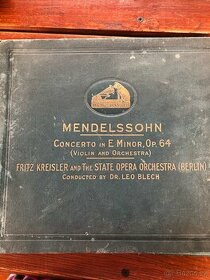 MENDELSSOHN
CONCERTO IN E MINOR, OP. 64
(VIOLIN AND ORCHESTRA)
FRITZ KREISLER AND THE STATE OPERA ORCHESTRA (BERLIN)
CONDUCTED BY DR. LEO BLECH